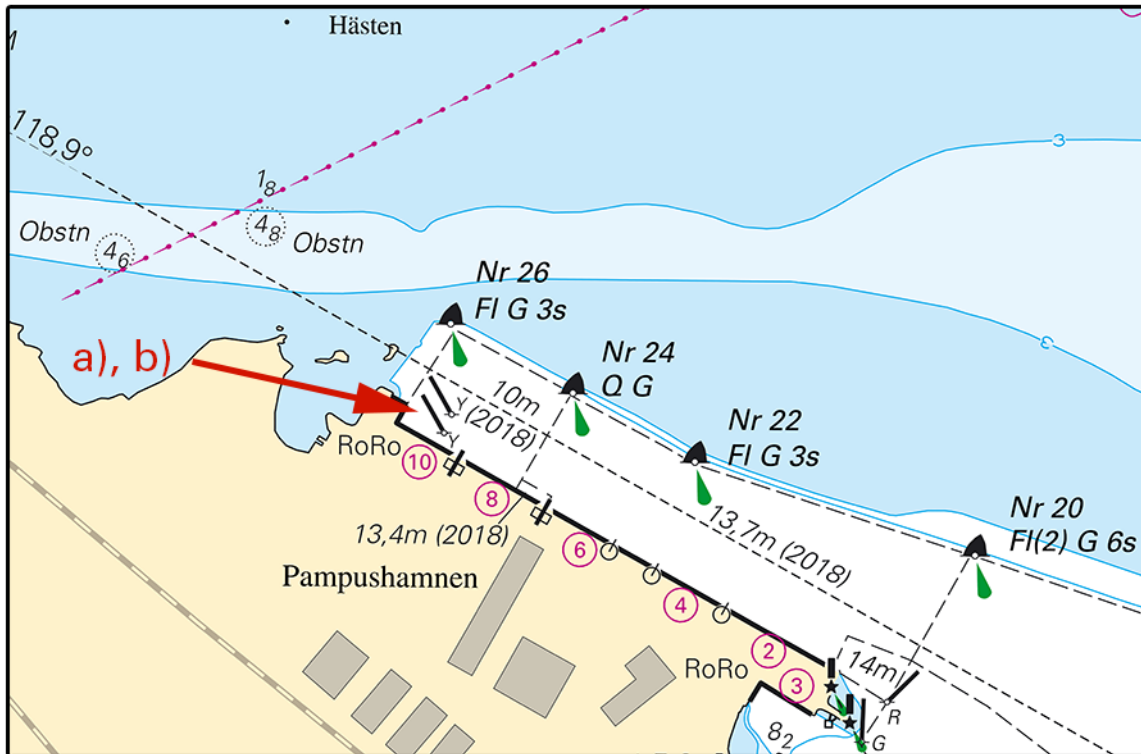 Hästen
M
118,9°
1₈
Obstn
4₆
4₈
Obstn
Nr 26
Fl G 3s
a), b)
Nr 24
Q G
10m
(2018)
Y
Y
Nr 22
Fl G 3s
RoRo
10
8
13,4m (2018)
13,7m (2018)
Nr 20
Fl(2) G 6s
6
Pampushamnen
4
2
RoRo
3
14m
R
G
8₂
3
3